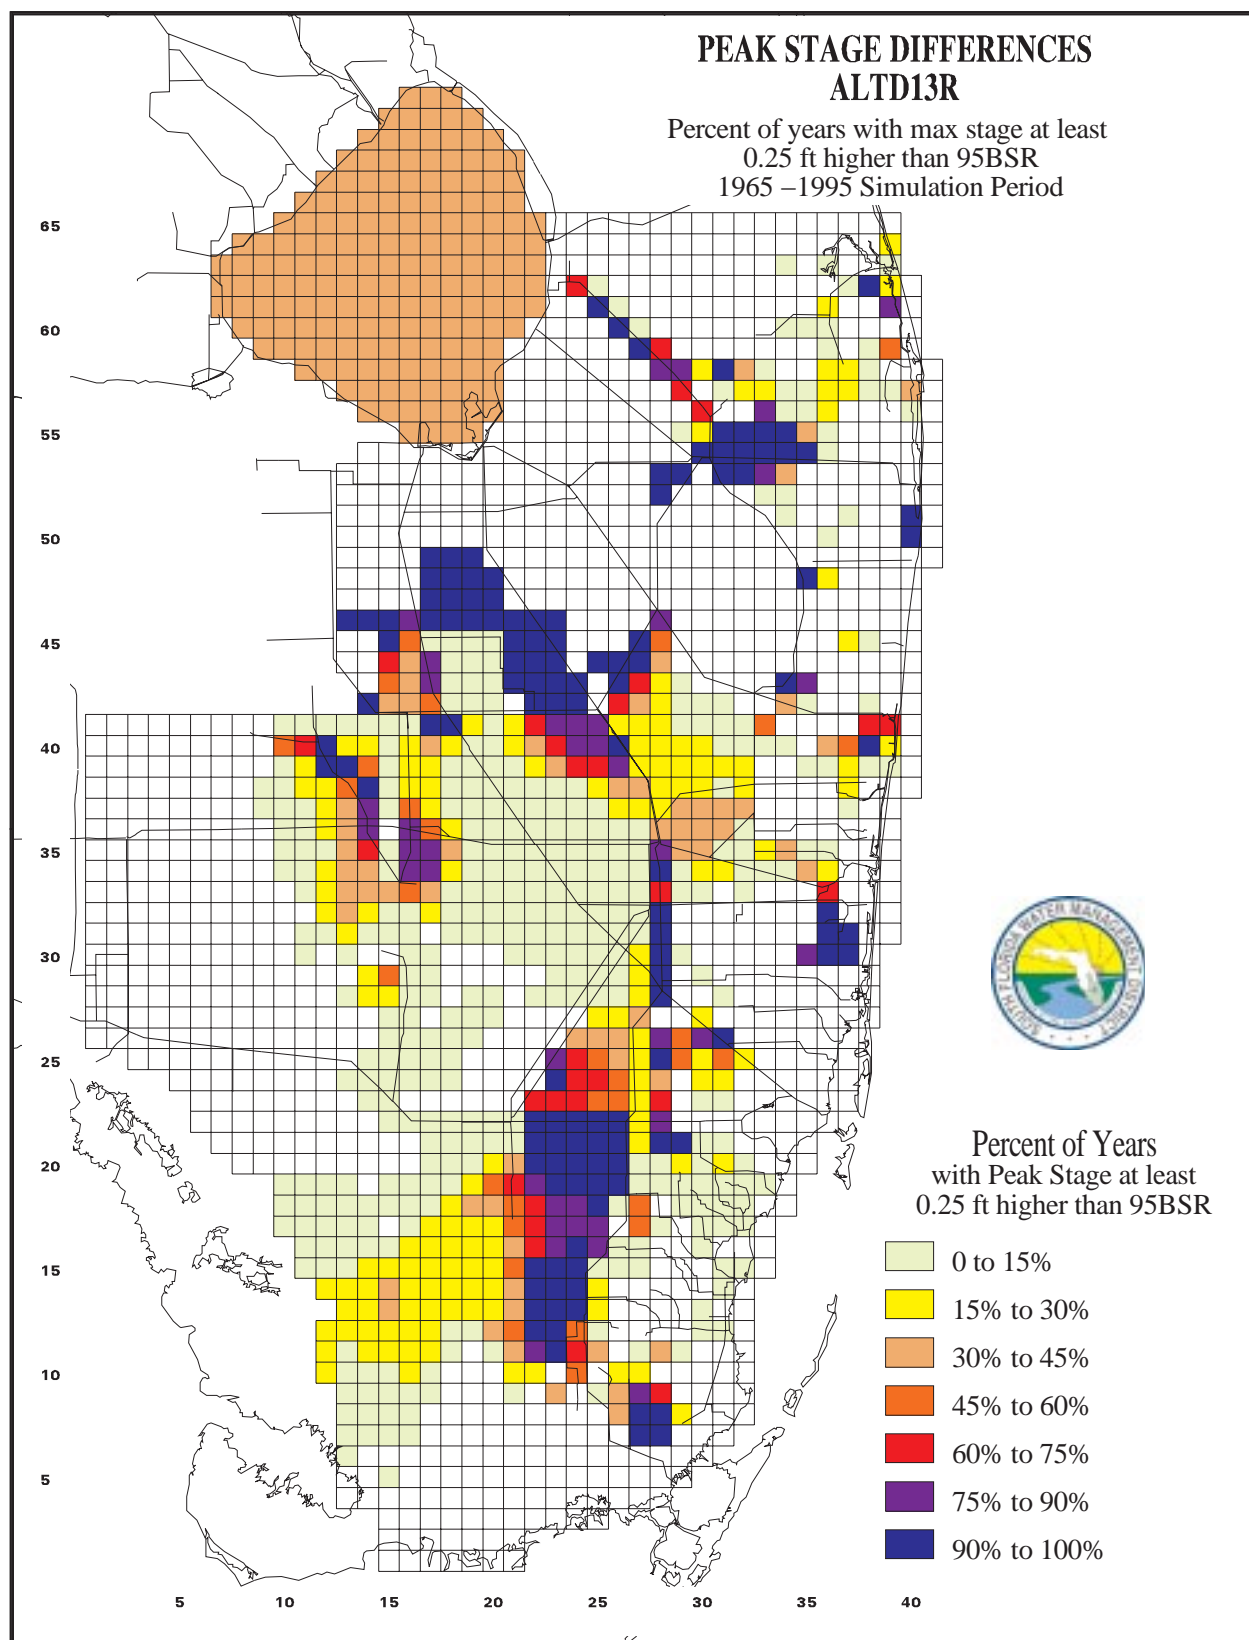 PEAK STAGE DIFFERENCES
ALTD13R
Percent of years with max stage at least
0.25 ft higher than 95BSR
1965 –1995 Simulation Period
65
60
55
50
45
40
35
30
25
20
15
10
5
5 10 15 20 25 30 35 40
SOUTH FLORIDA WATER MANAGEMENT DISTRICT
Percent of Years
with Peak Stage at least
0.25 ft higher than 95BSR
0 to 15%
15% to 30%
30% to 45%
45% to 60%
60% to 75%
75% to 90%
90% to 100%
“